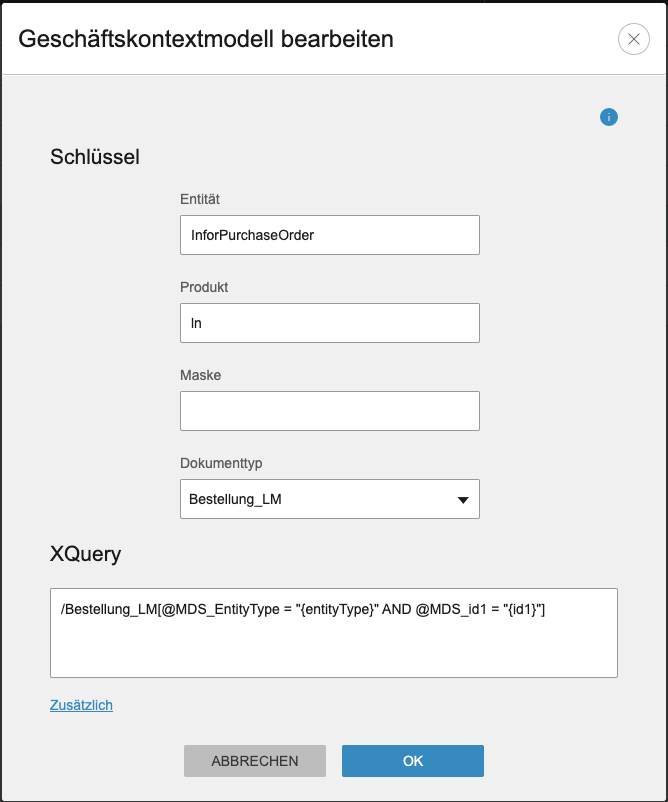 Geschäftskontextmodell bearbeiten
i
Schlüssel
Entität
InforPurchaseOrder
Produkt
ln
Maske
Dokumenttyp
Bestellung_LM
XQuery
/Bestellung_LM[@MDS_EntityType = "{entityType}" AND @MDS_id1 = "{id1}"]
Zusätzlich
ABBRECHEN
OK